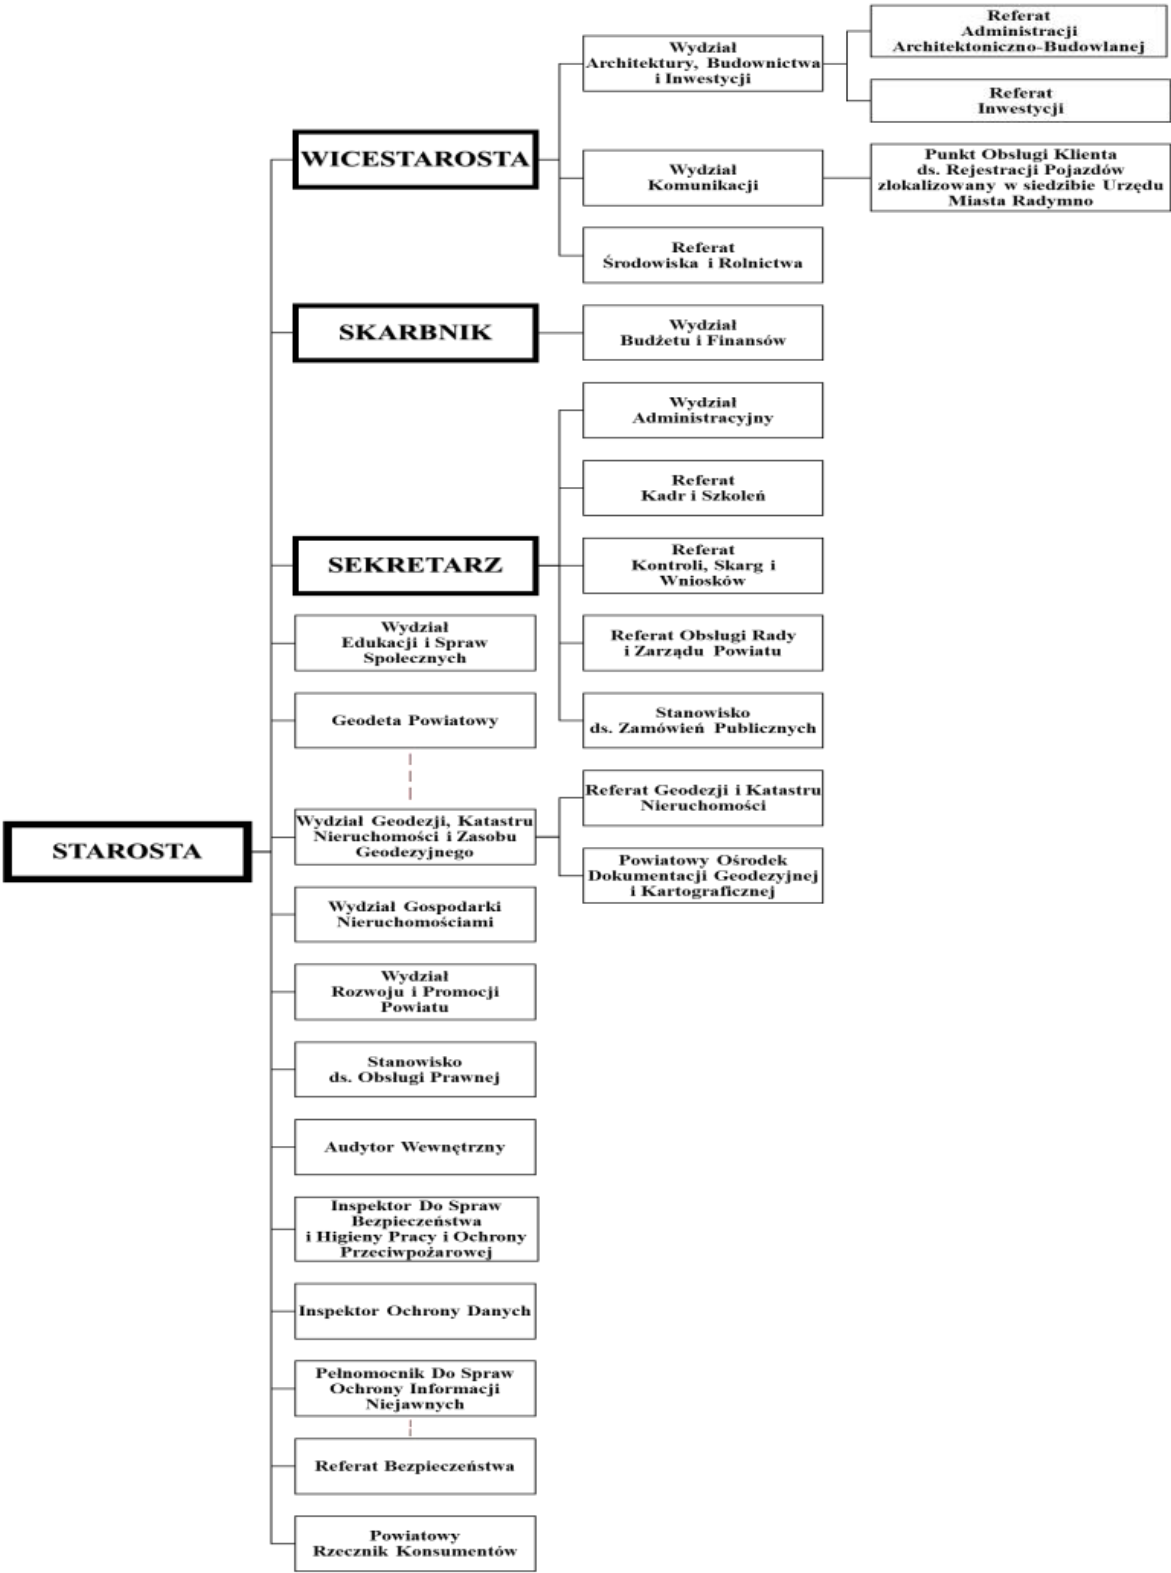 Referat
Administracji
Architektoniczno-Budowlanej
Wydział
Architektury, Budownictwa
i Inwestycji
Referat
Inwestycji
WICESTAROSTA
Punkt Obsługi Klienta
ds. Rejestracji Pojazdów
zlokalizowany w siedzibie Urzędu
Miasta Radymno
Wydział
Komunikacji
Referat
Środowiska i Rolnictwa
SKARBNIK
Wydział
Budżetu i Finansów
Wydział
Administracyjny
Referat
Kadr i Szkoleń
SEKRETARZ
Referat
Kontroli, Skarg i
Wniosków
Wydział
Edukacji i Spraw
Społecznych
Referat Obsługi Rady
i Zarządu Powiatu
Geodeta Powiatowy
Stanowisko
ds. Zamówień Publicznych
Referat Geodezji i Katastru
Nieruchomości
STAROSTA
Wydział Geodezji, Katastru
Nieruchomości i Zasobu
Geodezyjnego
Powiatowy Ośrodek
Dokumentacji Geodezyjnej
i Kartograficznej
Wydział Gospodarki
Nieruchomościami
Wydział
Rozwoju i Promocji
Powiatu
Stanowisko
ds. Obsługi Prawnej
Audytor Wewnętrzny
Inspektor Do Spraw
Bezpieczeństwa
i Higieny Pracy i Ochrony
Przeciwpożarowej
Inspektor Ochrony Danych
Pełnomocnik Do Spraw
Ochrony Informacji
Niejawnych
Referat Bezpieczeństwa
Powiatowy
Rzecznik Konsumentów